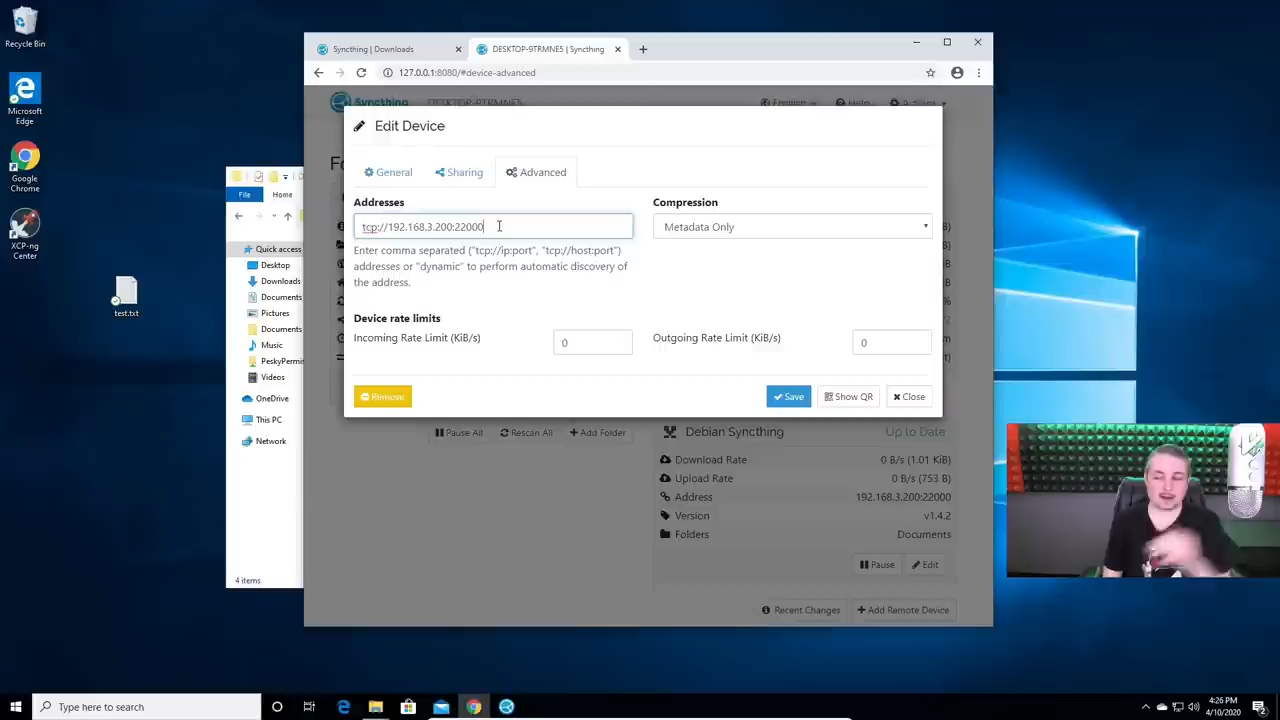 Recycle Bin
Microsoft
Edge
Google
Chrome
XCP-ng
Center
test.txt
Syncthing | Downloads
DESKTOP-9TRMNE5 | Syncthing
127.0.0.1:8080/#device-advanced
Syncthing
DESKTOP-9TRMNE5
English
Help
Edit Device
General
Sharing
Advanced
Addresses
tcp://192.168.3.200:22000
Enter comma separated ("tcp://ip:port", "tcp://host:port")
addresses or "dynamic" to perform automatic discovery of
the address.
Compression
Metadata Only
Device rate limits
Incoming Rate Limit (KiB/s)
0
Outgoing Rate Limit (KiB/s)
0
Remove
Save
Show QR
Close
Pause All
Rescan All
Add Folder
Debian Syncthing
Up to Date
Download Rate
0 B/s (1.01 KiB)
Upload Rate
0 B/s (753 B)
Address
192.168.3.200:22000
Version
v1.4.2
Folders
Documents
Pause
Edit
Recent Changes
Add Remote Device
File
Home
Quick access
Desktop
Downloads
Documents
Pictures
Documents
Music
PeskyPermis
Videos
OneDrive
This PC
Network
4 items
Type here to search
4:26 PM
4/10/2020
2